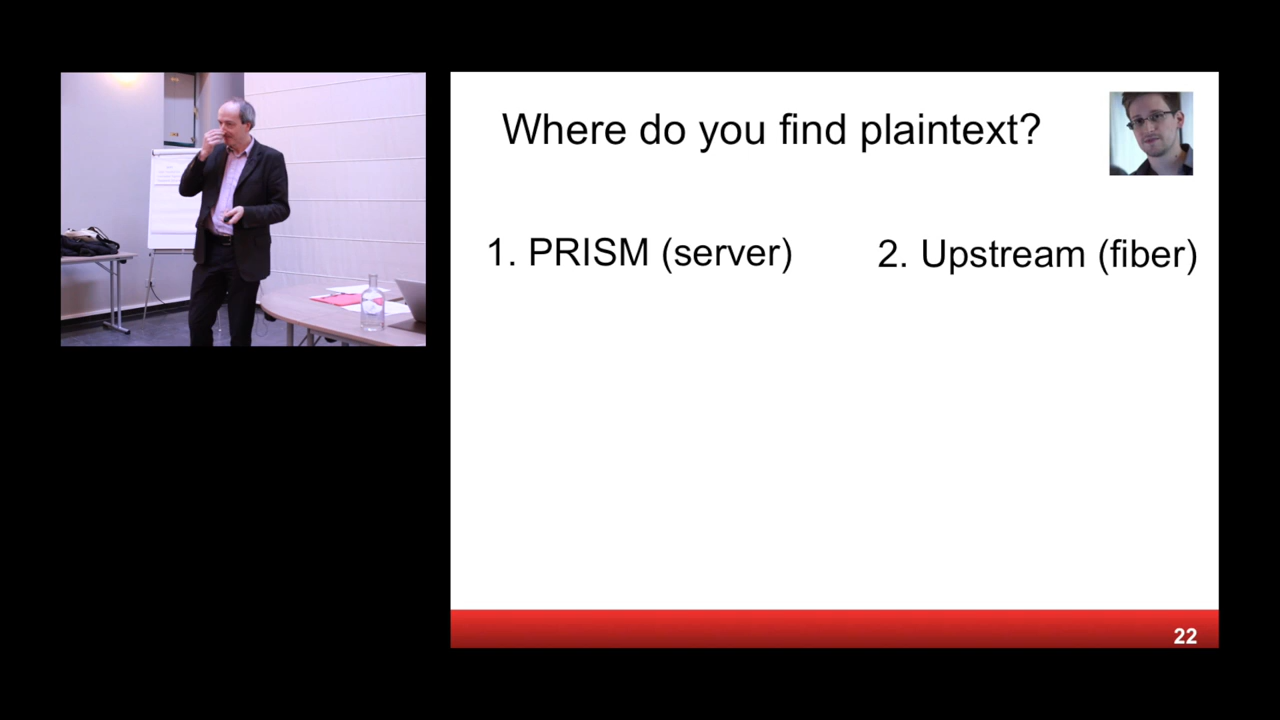 Where do you find plaintext?
1. PRISM (server)
2. Upstream (fiber)
22